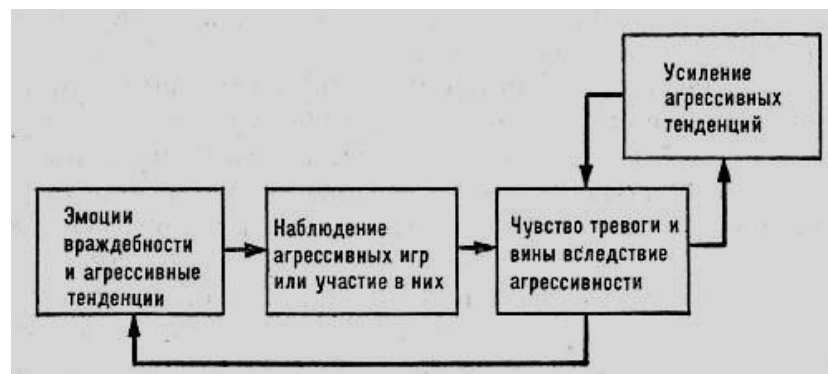 Усиление
агрессивных
тенденций
Эмоции
враждебности
и агрессивные
тенденции
Наблюдение
агрессивных игр
или участие в них
Чувство тревоги и
вины вследствие
агрессивности